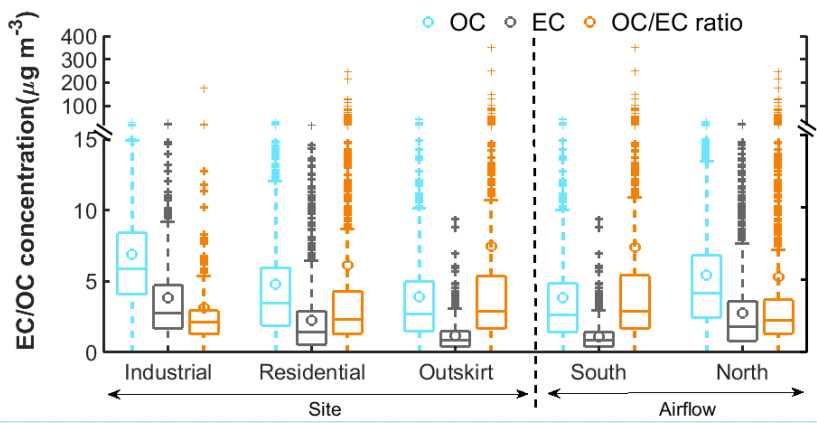 OC EC OC/EC ratio
EC/OC concentration(μg m-3)
400
300
200
100
15
10
5
0
Industrial Residential Outskirt South North
Site Airflow